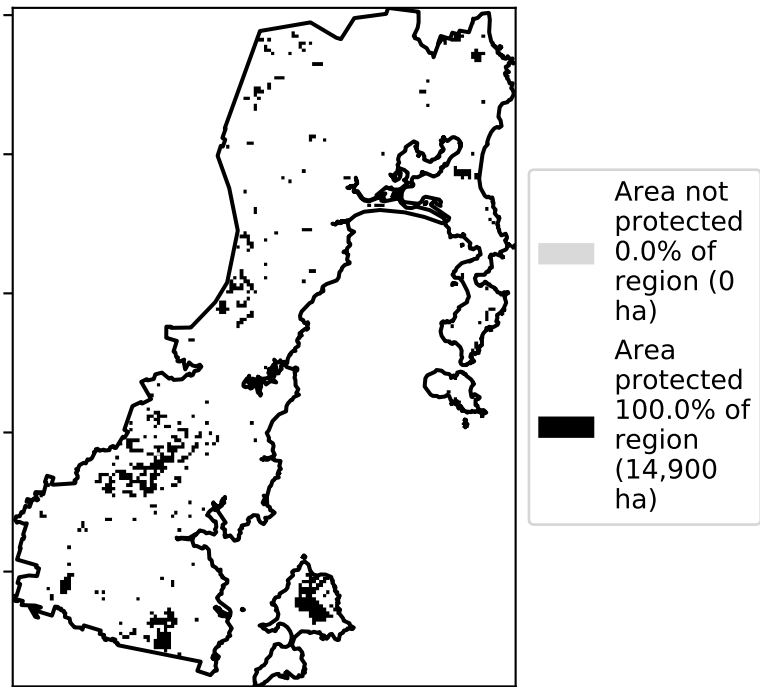 Area not
protected
0.0% of
region (0
ha)
Area
protected
100.0% of
region
(14,900
ha)